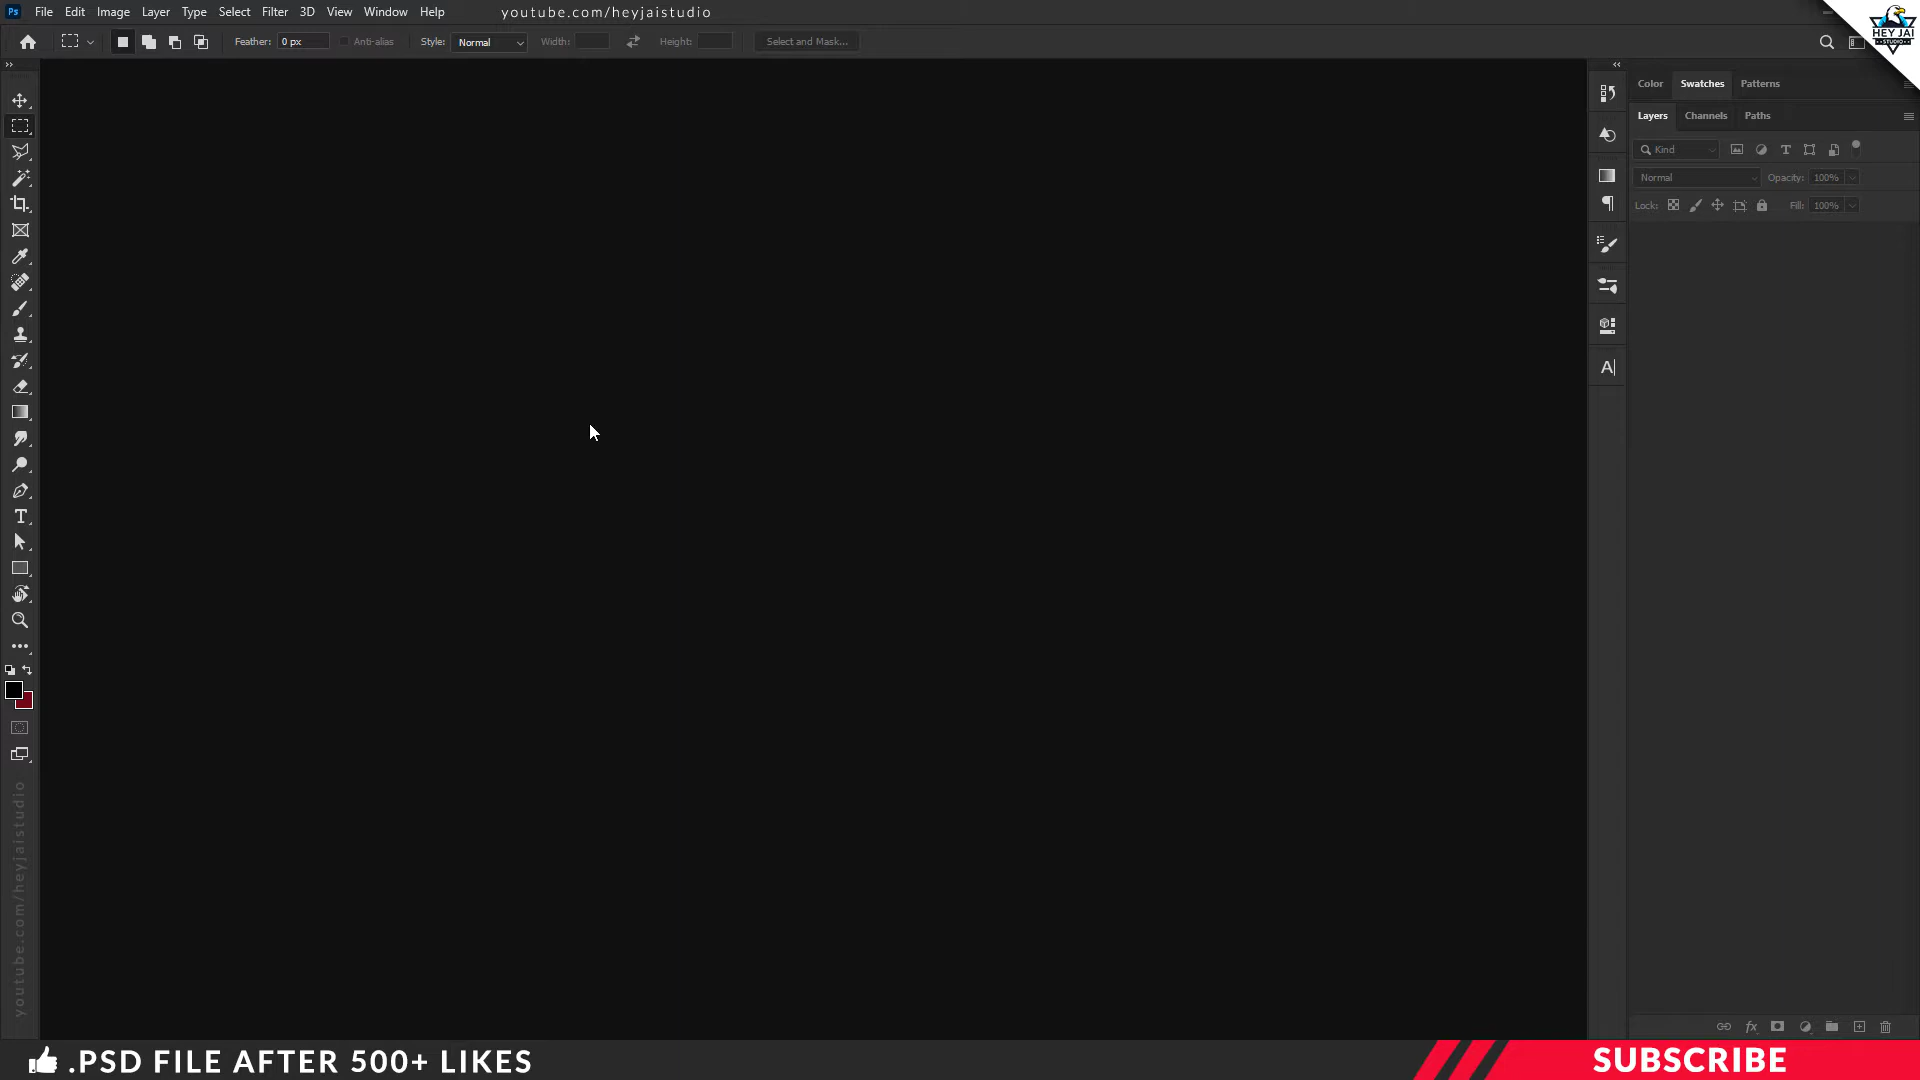 Ps File Edit Image Layer Type Select Filter 3D View Window Help youtube.com/heyjaistudio
HEY JAI
STUDIO
Feather: 0 px Anti-alias Style: Normal Width: Height: Select and Mask...
Color Swatches Patterns
Layers Channels Paths
Kind
Normal Opacity: 100%
Lock: Fill: 100%
youtube.com/heyjaistudio
.PSD FILE AFTER 500+ LIKES
SUBSCRIBE